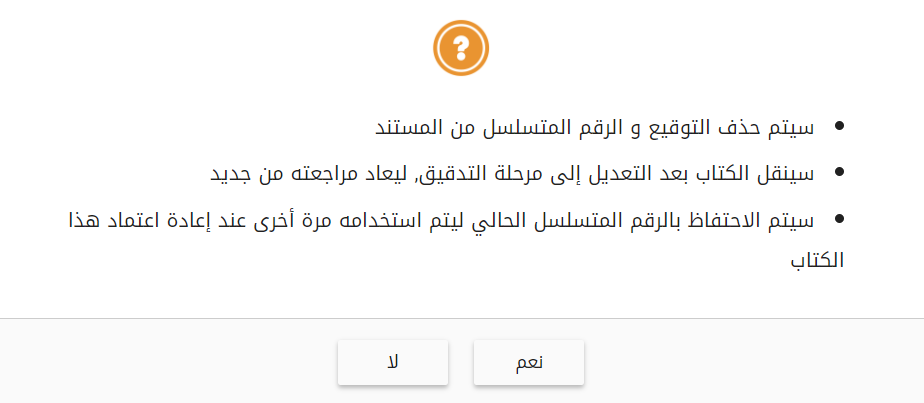 سيتم حذف التوقيع و الرقم المتسلسل من المستند
سينقل الكتاب بعد التعديل إلى مرحلة التدقيق, ليعاد مراجعته من جديد
سيتم الاحتفاظ بالرقم المتسلسل الحالي ليتم استخدامه مرة أخرى عند إعادة اعتماد هذا
الكتاب
نعم
لا